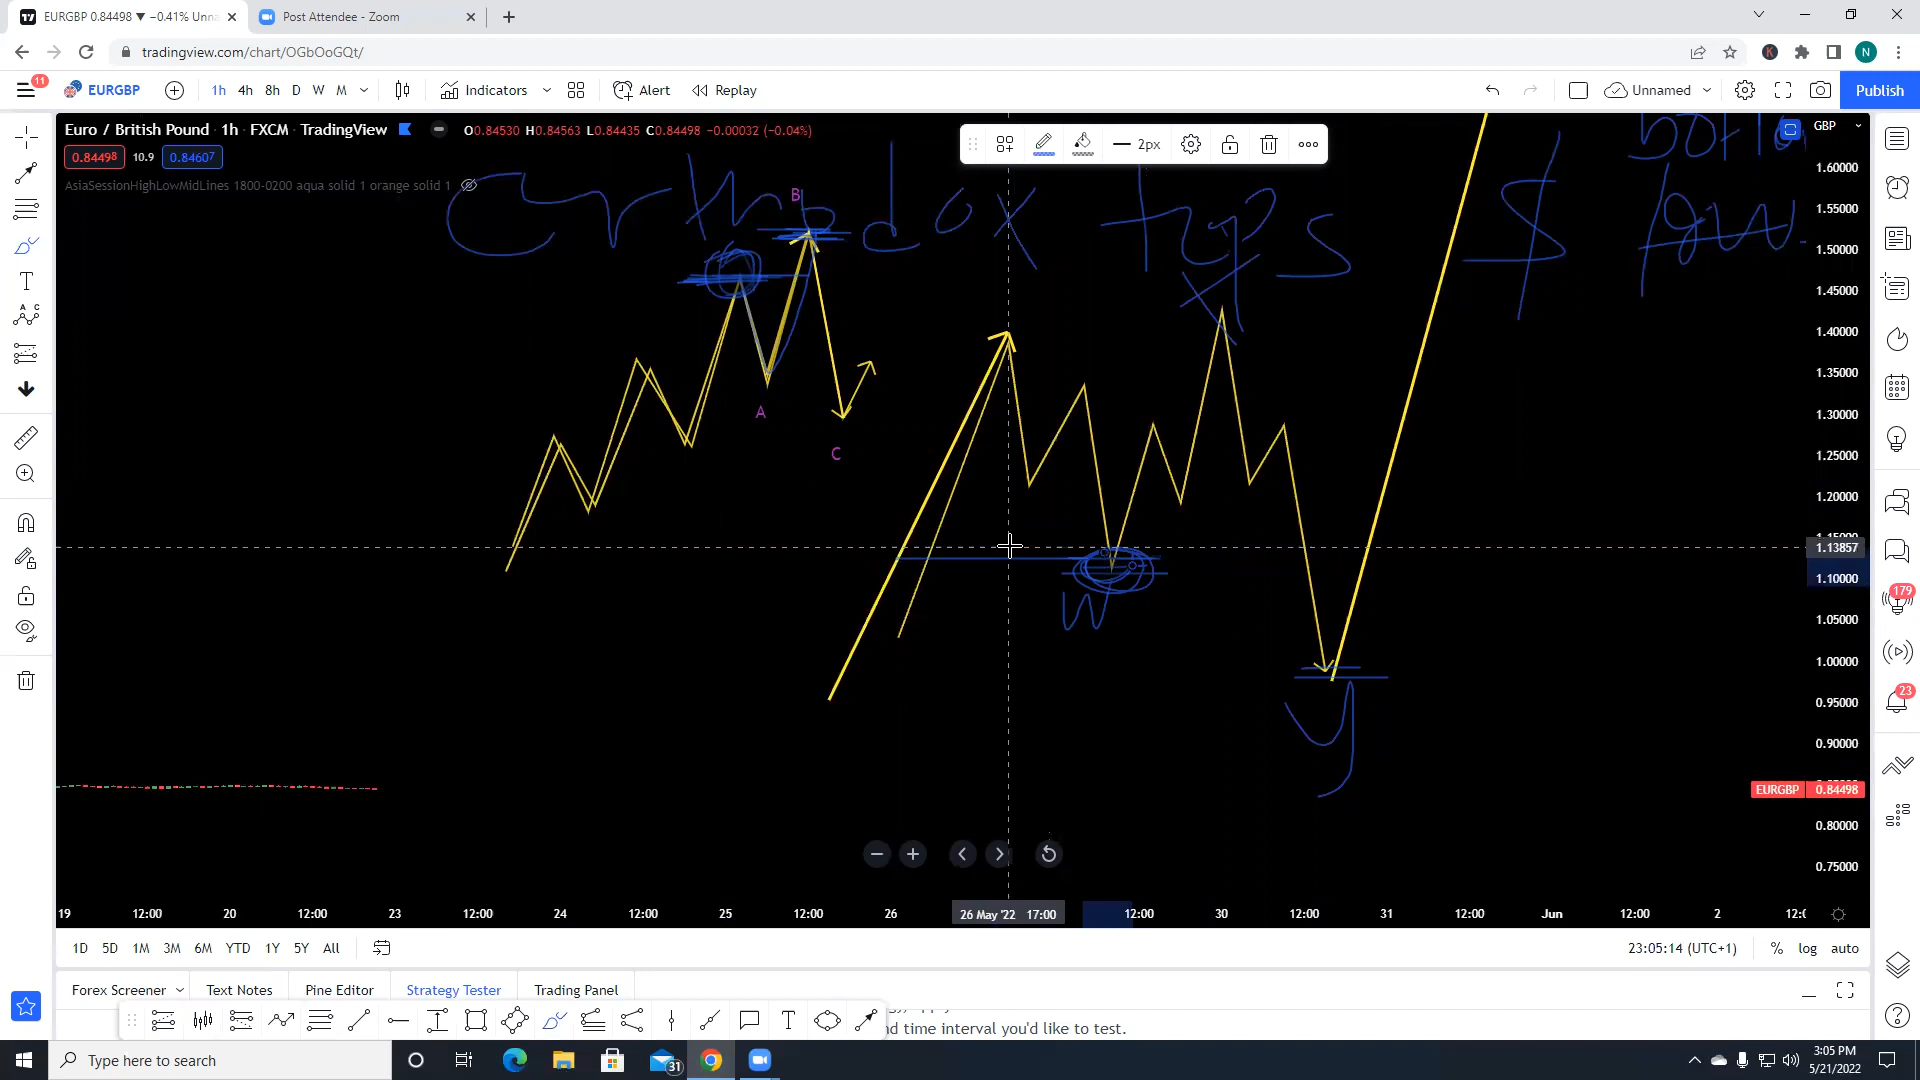 EURGBP 0.84498 ▼ −0.41% Unna
Post Attendee - Zoom
tradingview.com/chart/OGbOoGQt/
N
11
EURGBP
1h 4h 8h D W M
Indicators
Alert
Replay
Unnamed
Publish
Euro / British Pound · 1h · FXCM · TradingView
O0.84530 H0.84563 L0.84435 C0.84498 −0.00032 (−0.04%)
2px
GBP
0.84498 10.9 0.84607
AsiaSessionHighLowMidLines 1800-0200 aqua solid 1 orange solid 1
B
A
C
W
y
$
1.60000
1.55000
1.50000
1.45000
1.40000
1.35000
1.30000
1.25000
1.20000
1.13857
1.10000
1.05000
1.00000
0.95000
0.90000
EURGBP 0.84498
0.80000
0.75000
179
23
19 12:00 20 12:00 23 12:00 24 12:00 25 12:00 26 26 May '22 17:00 12:00 30 12:00 31 12:00 Jun 12:00 2
1D 5D 1M 3M 6M YTD 1Y 5Y All
23:05:14 (UTC+1) % log auto
Forex Screener Text Notes Pine Editor Strategy Tester Trading Panel
nd time interval you'd like to test.
Type here to search
31
3:05 PM
5/21/2022